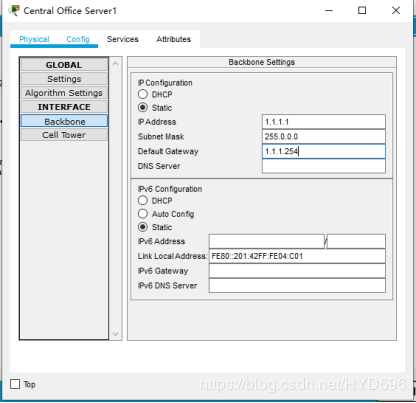 Central Office Server1
Physical Config Services Attributes
GLOBAL
Settings
Algorithm Settings
INTERFACE
Backbone
Cell Tower
Backbone Settings
IP Configuration
DHCP
Static
IP Address 1.1.1.1
Subnet Mask 255.0.0.0
Default Gateway 1.1.1.254
DNS Server
IPv6 Configuration
DHCP
Auto Config
Static
IPv6 Address /
Link Local Address: FE80::201:42FF:FE04:C01
IPv6 Gateway
IPv6 DNS Server
Top
https://blog.csdn.net/HYD696